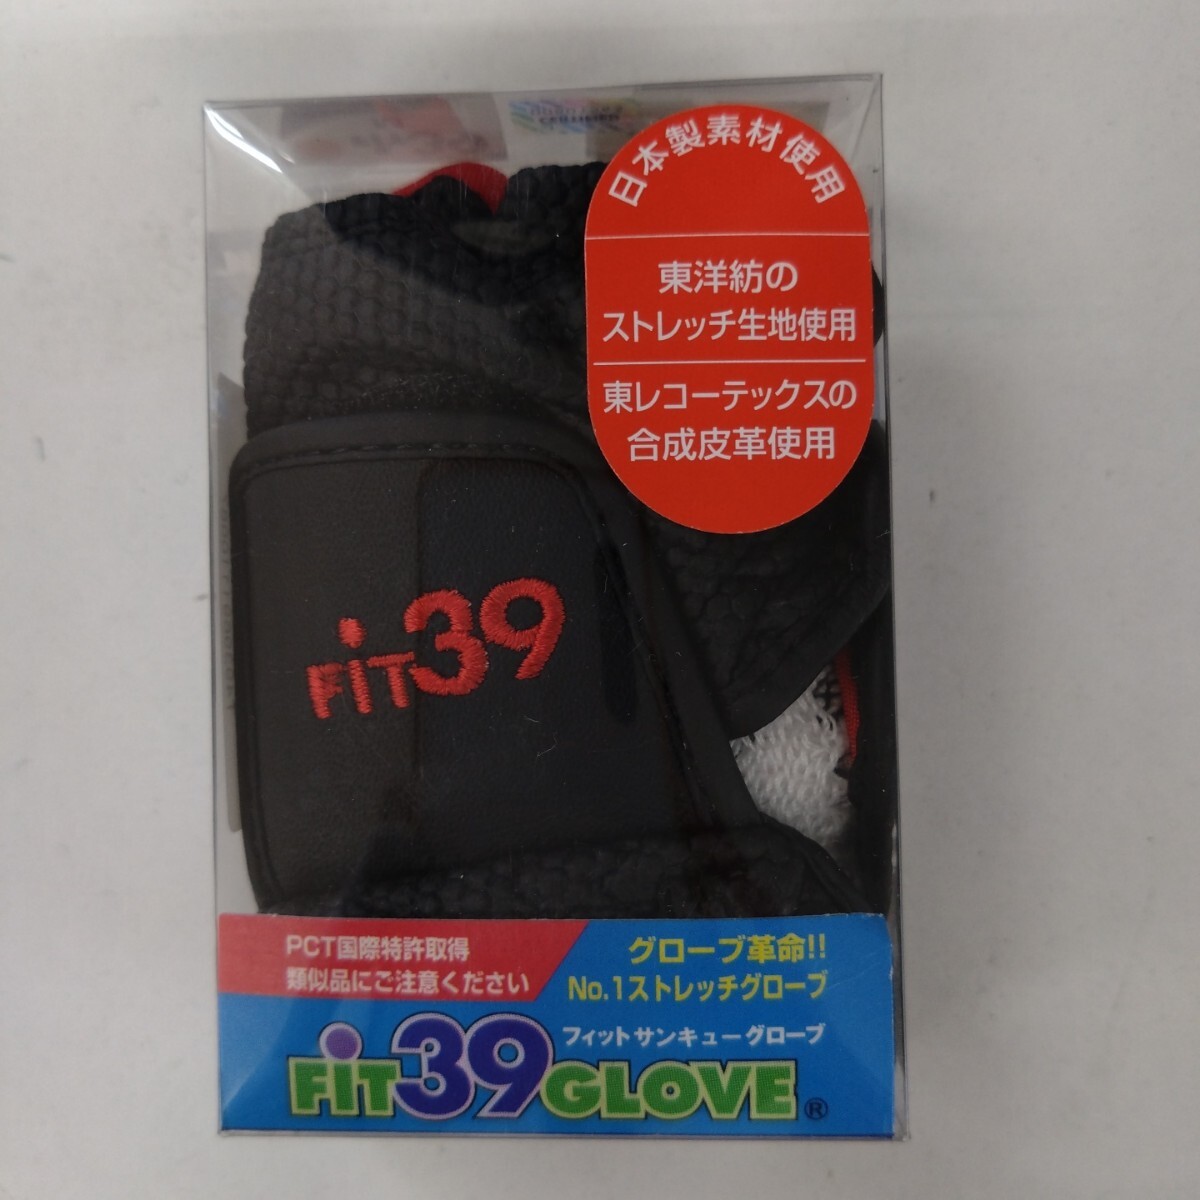 日本製素材使用
東洋紡の
ストレッチ生地使用
東レコーテックスの
合成皮革使用
FiT39
PCT国際特許取得
類似品にご注意ください
グローブ革命!!
No.1ストレッチグローブ
フィットサンキューグローブ
FiT39GLOVE®